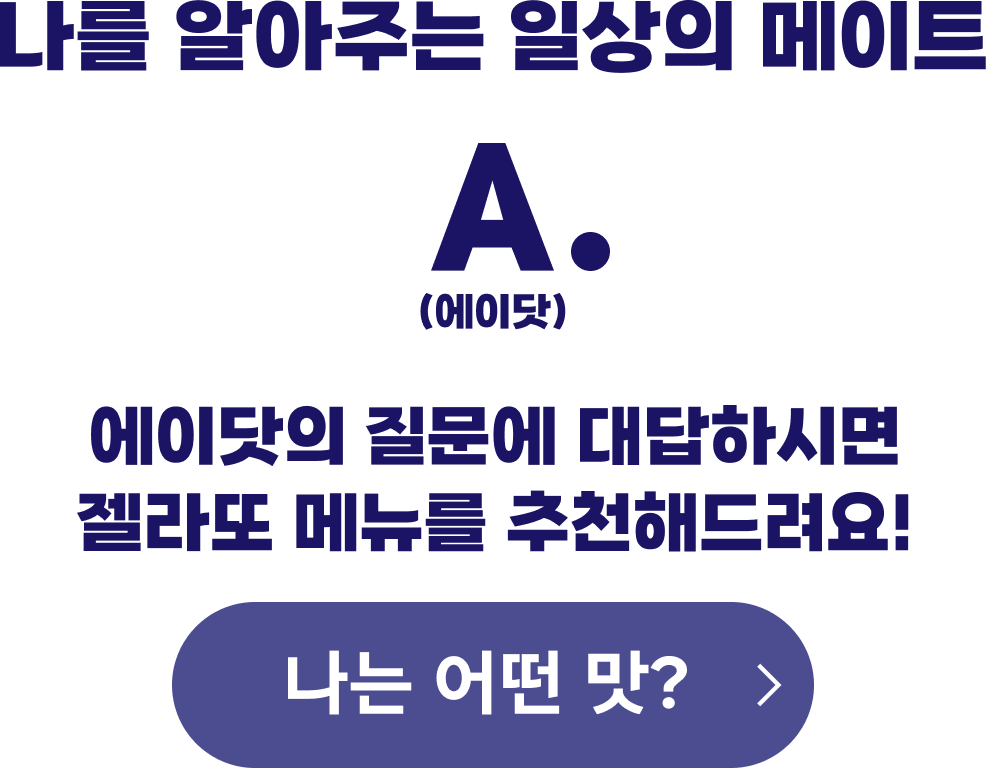 나를 알아주는 일상의 메이트
A.
(에이닷)
에이닷의 질문에 대답하시면
젤라또 메뉴를 추천해드려요!
나는 어떤 맛?